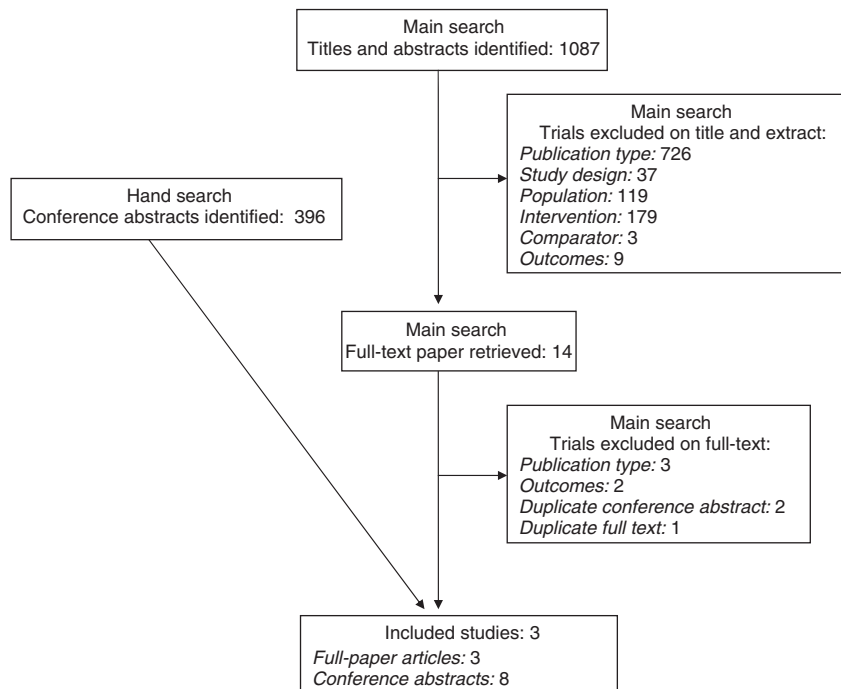 Main search
Titles and abstracts identified: 1087
Main search
Trials excluded on title and extract:
Publication type: 726
Study design: 37
Population: 119
Intervention: 179
Comparator: 3
Outcomes: 9
Hand search
Conference abstracts identified: 396
Main search
Full-text paper retrieved: 14
Main search
Trials excluded on full-text:
Publication type: 3
Outcomes: 2
Duplicate conference abstract: 2
Duplicate full text: 1
Included studies: 3
Full-paper articles: 3
Conference abstracts: 8